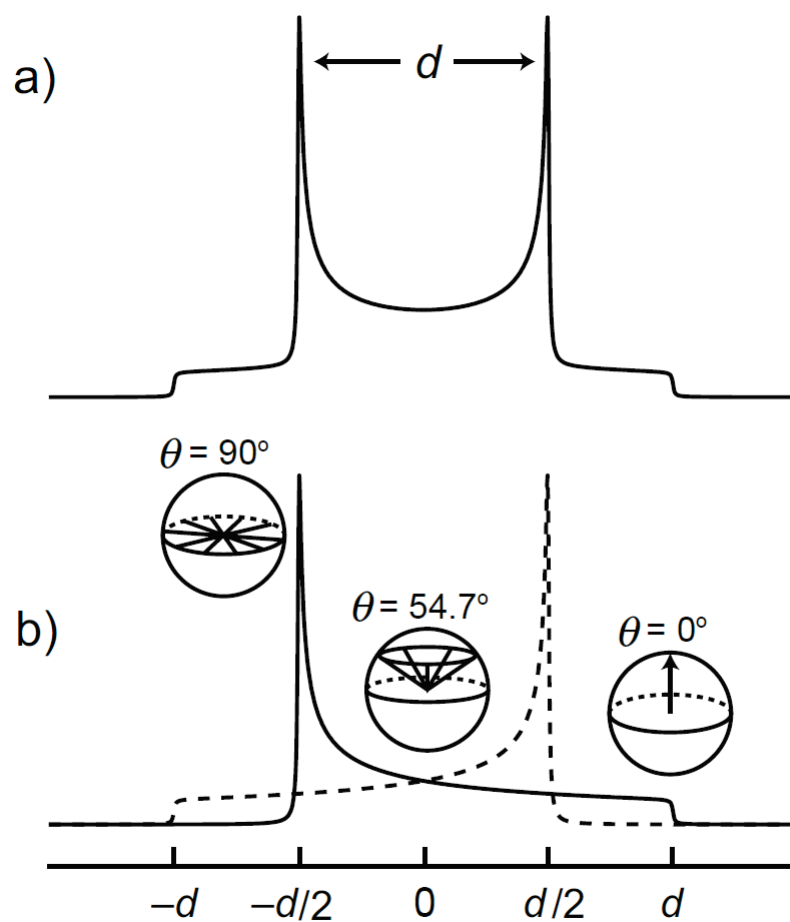 a)
d
θ = 90°
b)
θ = 54.7°
θ = 0°
–d –d/2 0 d/2 d